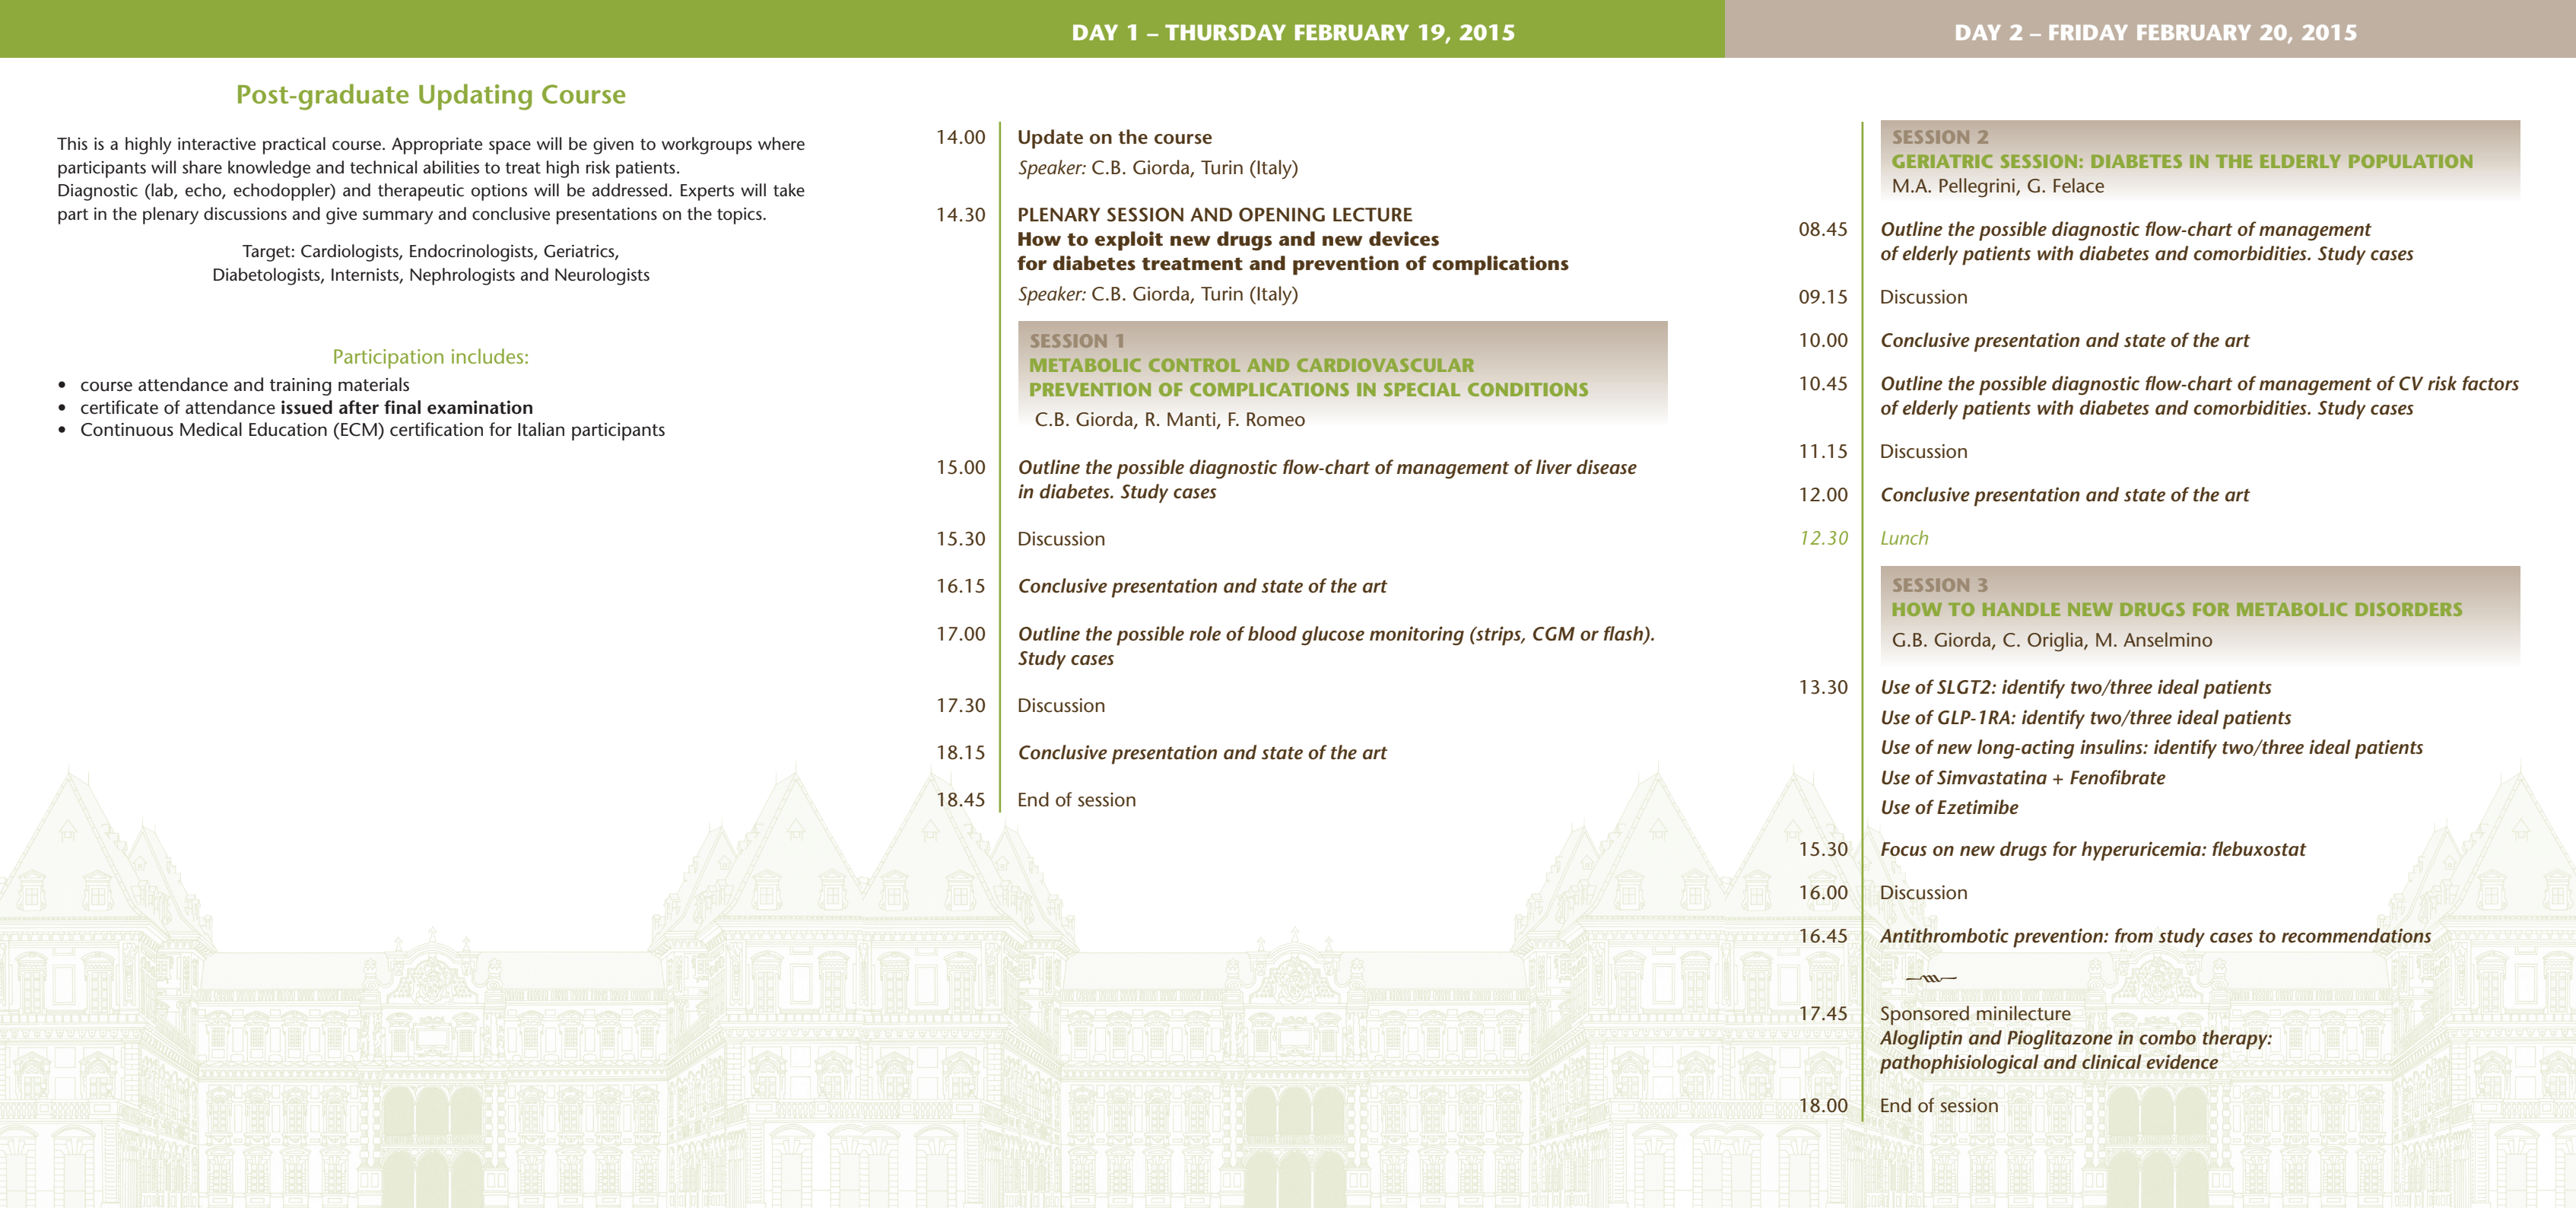 DAY 1 – THURSDAY FEBRUARY 19, 2015
DAY 2 – FRIDAY FEBRUARY 20, 2015
Post-graduate Updating Course
This is a highly interactive practical course. Appropriate space will be given to workgroups where
participants will share knowledge and technical abilities to treat high risk patients.
Diagnostic (lab, echo, echodoppler) and therapeutic options will be addressed. Experts will take
part in the plenary discussions and give summary and conclusive presentations on the topics.
Target: Cardiologists, Endocrinologists, Geriatrics,
Diabetologists, Internists, Nephrologists and Neurologists
Participation includes:
• course attendance and training materials
• certificate of attendance issued after final examination
• Continuous Medical Education (ECM) certification for Italian participants
14.00 Update on the course
Speaker: C.B. Giorda, Turin (Italy)
14.30 PLENARY SESSION AND OPENING LECTURE
How to exploit new drugs and new devices
for diabetes treatment and prevention of complications
Speaker: C.B. Giorda, Turin (Italy)
SESSION 1
METABOLIC CONTROL AND CARDIOVASCULAR
PREVENTION OF COMPLICATIONS IN SPECIAL CONDITIONS
C.B. Giorda, R. Manti, F. Romeo
15.00 Outline the possible diagnostic flow-chart of management of liver disease
in diabetes. Study cases
15.30 Discussion
16.15 Conclusive presentation and state of the art
17.00 Outline the possible role of blood glucose monitoring (strips, CGM or flash).
Study cases
17.30 Discussion
18.15 Conclusive presentation and state of the art
18.45 End of session
SESSION 2
GERIATRIC SESSION: DIABETES IN THE ELDERLY POPULATION
M.A. Pellegrini, G. Felace
08.45 Outline the possible diagnostic flow-chart of management
of elderly patients with diabetes and comorbidities. Study cases
09.15 Discussion
10.00 Conclusive presentation and state of the art
10.45 Outline the possible diagnostic flow-chart of management of CV risk factors
of elderly patients with diabetes and comorbidities. Study cases
11.15 Discussion
12.00 Conclusive presentation and state of the art
12.30 Lunch
SESSION 3
HOW TO HANDLE NEW DRUGS FOR METABOLIC DISORDERS
G.B. Giorda, C. Origlia, M. Anselmino
13.30 Use of SLGT2: identify two/three ideal patients
Use of GLP-1RA: identify two/three ideal patients
Use of new long-acting insulins: identify two/three ideal patients
Use of Simvastatina + Fenofibrate
Use of Ezetimibe
15.30 Focus on new drugs for hyperuricemia: flebuxostat
16.00 Discussion
16.45 Antithrombotic prevention: from study cases to recommendations
17.45 Sponsored minilecture
Alogliptin and Pioglitazone in combo therapy:
pathophisiological and clinical evidence
18.00 End of session